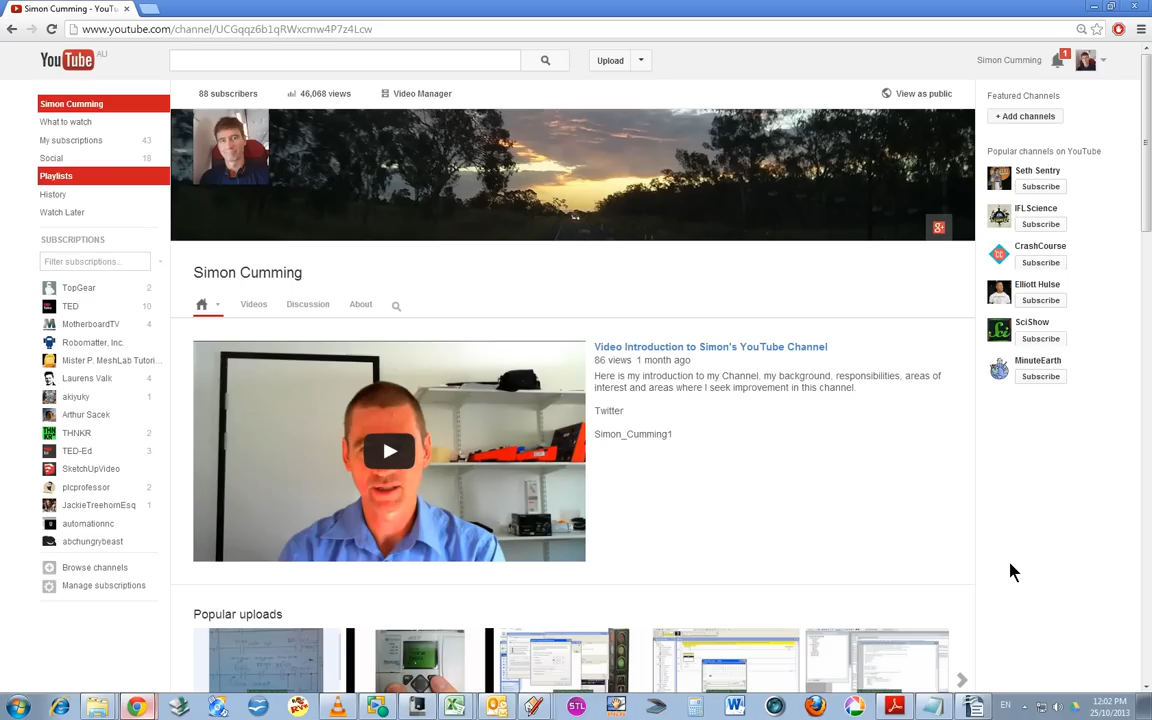 Simon Cumming - YouTu
www.youtube.com/channel/UCGqqz6b1qRWxcmw4P7z4Lcw
YouTube
Upload
Simon Cumming
1
Simon Cumming
What to watch
My subscriptions 43
Social 18
Playlists
History
Watch Later
SUBSCRIPTIONS
Filter subscriptions...
TopGear 2
TED 10
MotherboardTV 4
Robomatter, Inc.
Mister P. MeshLab Tutori...
Laurens Valk 4
akiyuky 1
Arthur Sacek
THNKR 2
TED-Ed 3
SketchUpVideo
plcprofessor 2
JackieTreehornEsq 1
automationnc
abchungrybeast
Browse channels
Manage subscriptions
88 subscribers 46,068 views Video Manager View as public
Simon Cumming
Videos Discussion About
Video Introduction to Simon's YouTube Channel
86 views 1 month ago
Here is my introduction to my Channel, my background, responsibilities, areas of
interest and areas where I seek improvement in this channel.
Twitter
Simon_Cumming1
Popular uploads
Featured Channels
+ Add channels
Popular channels on YouTube
Seth Sentry
Subscribe
IFLScience
Subscribe
CrashCourse
Subscribe
Elliott Hulse
Subscribe
SciShow
Subscribe
MinuteEarth
Subscribe
EN
12:02 PM
25/10/2013